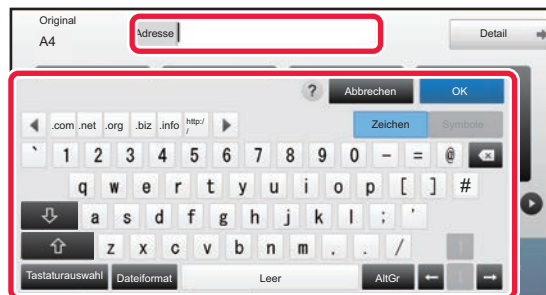 Original
A4
Adresse
Detail
? Abbrechen OK
.com .net .org .biz .info http:/
/
Zeichen Symbole
` 1 2 3 4 5 6 7 8 9 0 - = @
q w e r t y u i o p [ ] #
a s d f g h j k l ; '
z x c v b n m . . /
Tastaturauswahl Dateiformat Leer AltGr